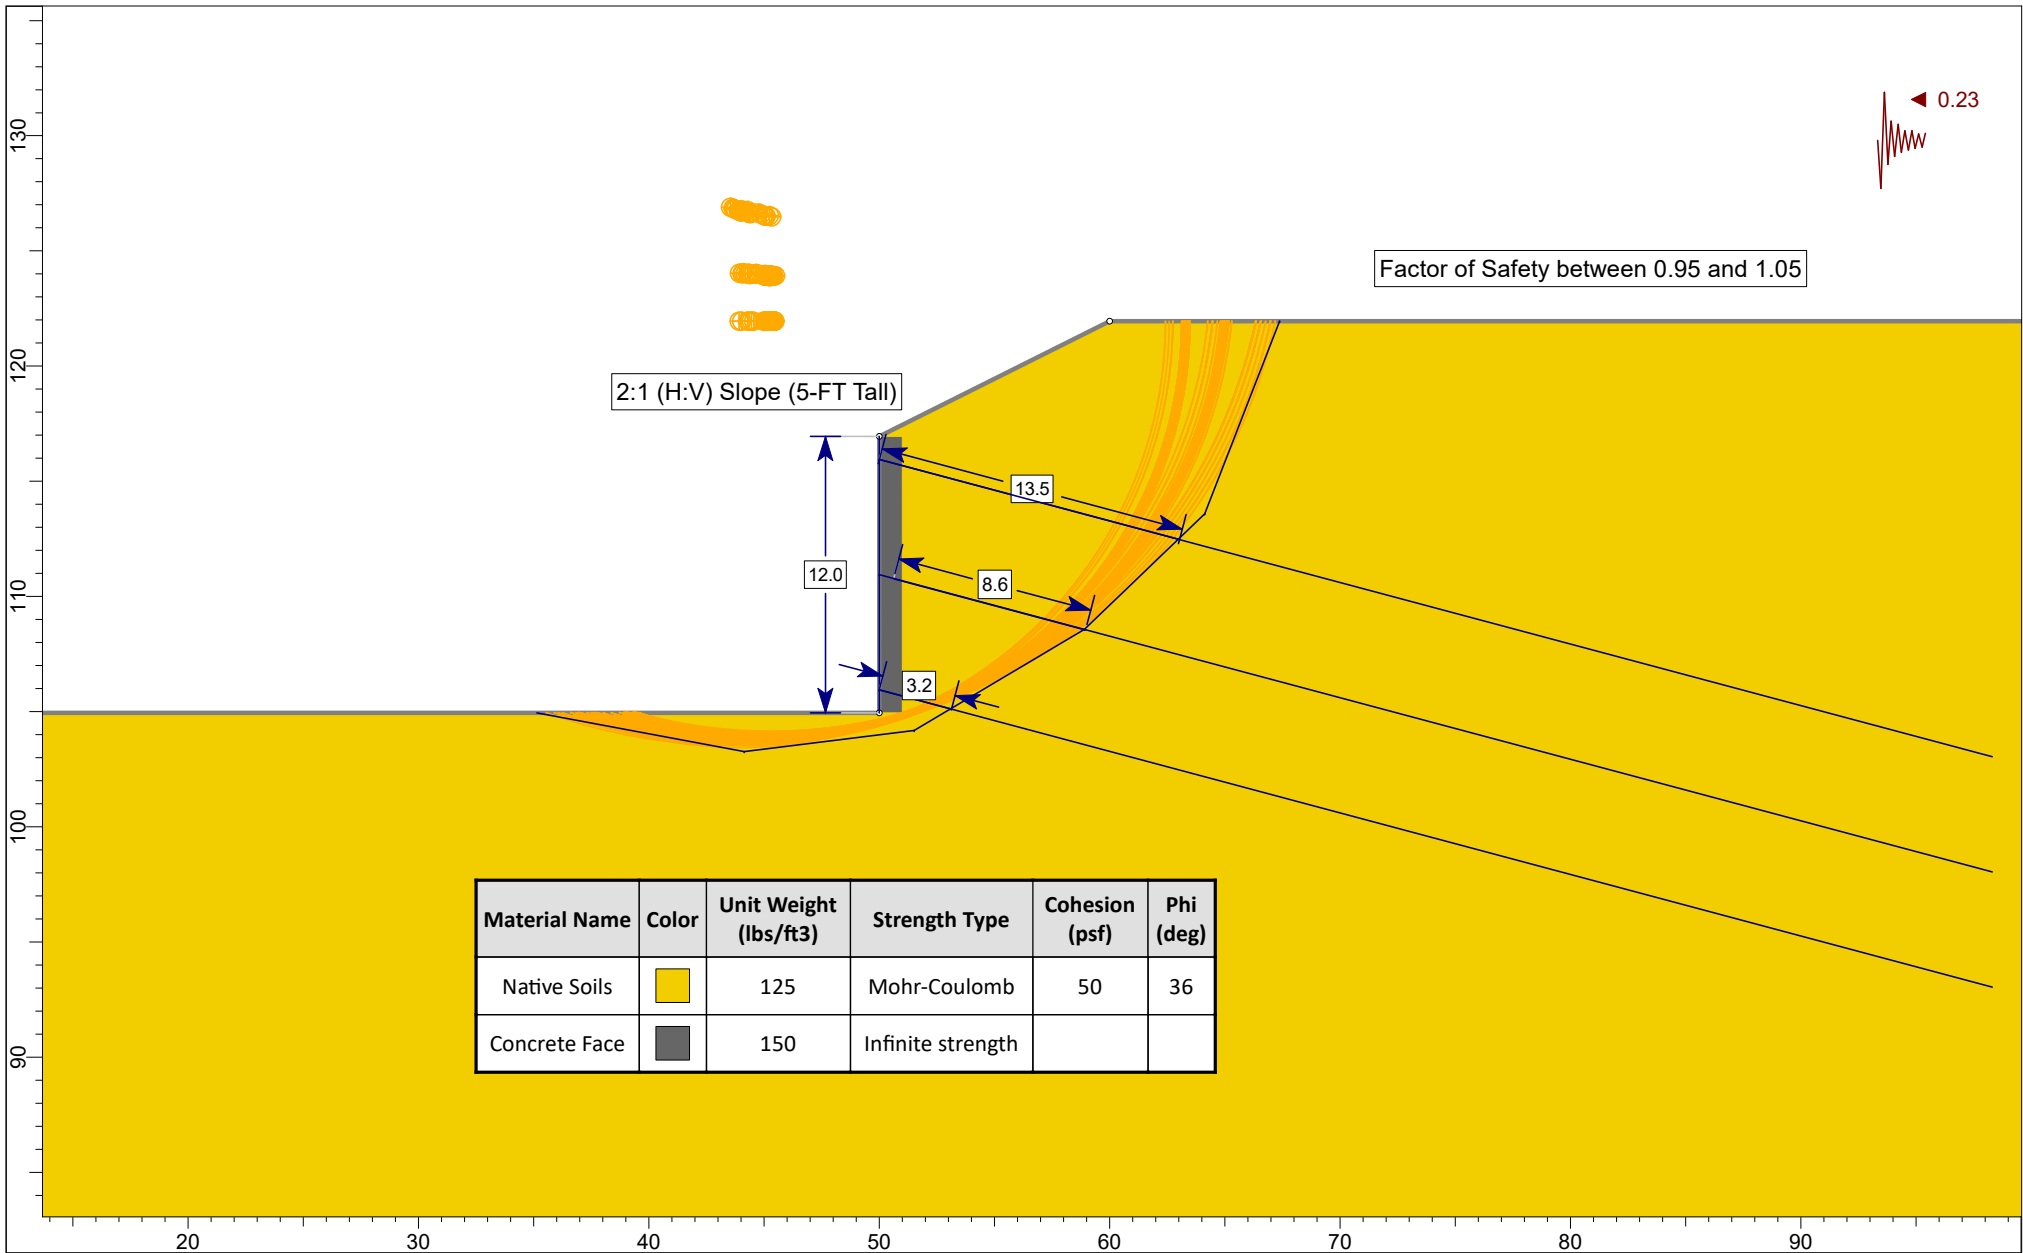 130
0.23
Factor of Safety between 0.95 and 1.05
120
2:1 (H:V) Slope (5-FT Tall)
13.5
12.0
8.6
110
3.2
100
Material Name Color Unit Weight (lbs/ft3) Strength Type Cohesion (psf) Phi (deg)
Native Soils 125 Mohr-Coulomb 50 36
Concrete Face 150 Infinite strength
90
20 30 40 50 60 70 80 90